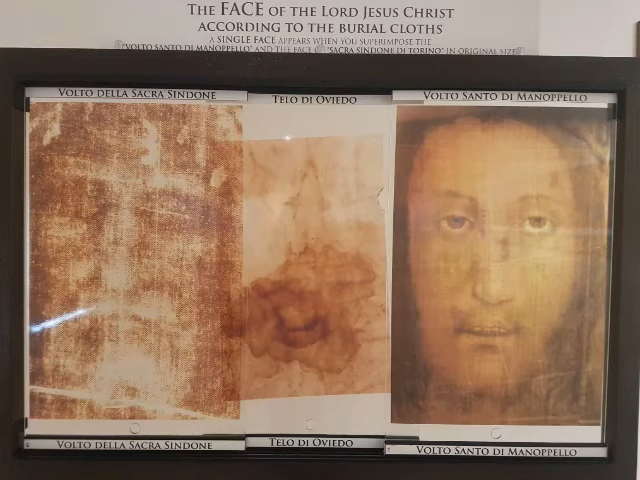 The FACE of the Lord Jesus Christ
according to the burial cloths
a single face appears when you superimpose the
"Volto Santo di Manoppello" and the face "Sacra Sindone di Torino" in original size
Volto della Sacra Sindone
Telo di Oviedo
Volto Santo di Manoppello
Volto della Sacra Sindone
Telo di Oviedo
Volto Santo di Manoppello